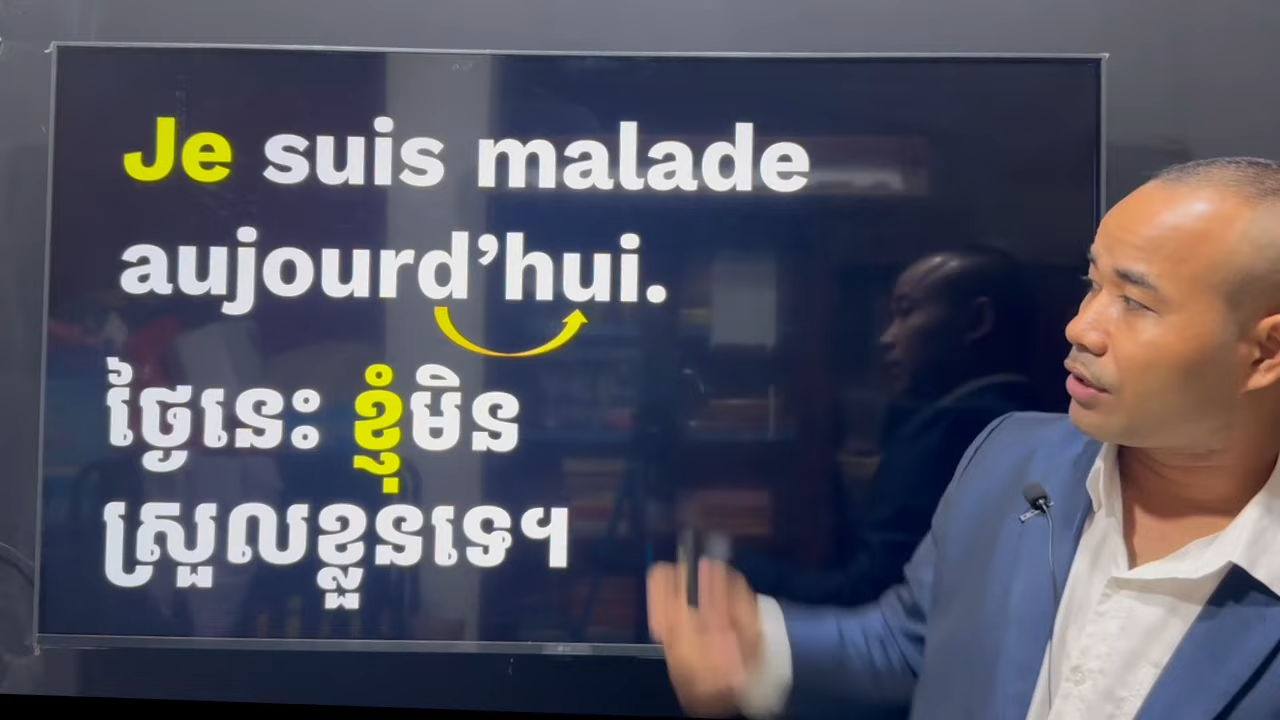 Je suis malade
aujourd’hui.
ថ្ងៃនេះ ខ្ញុំមិន
ស្រួលខ្លួនទេ។